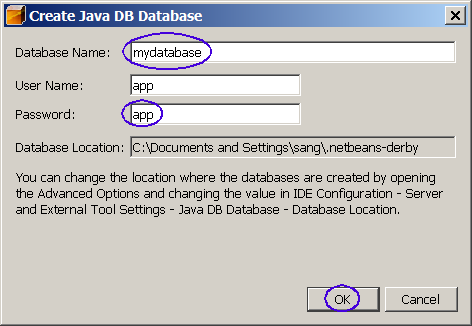 Create Java DB Database
Database Name: mydatabase
User Name: app
Password: app
Database Location: C:\Documents and Settings\sang\.netbeans-derby
You can change the location where the databases are created by opening
the Advanced Options and changing the value in IDE Configuration - Server
and External Tool Settings - Java DB Database - Database Location.
OK Cancel